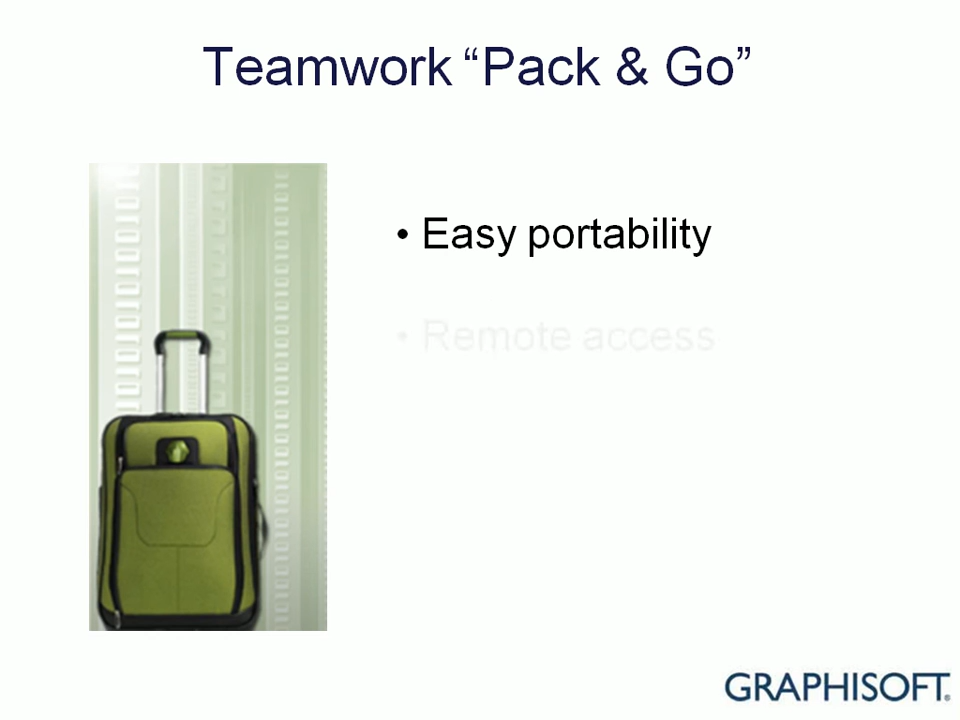 Teamwork “Pack & Go”
• Easy portability
• Remote access
GRAPHISOFT®